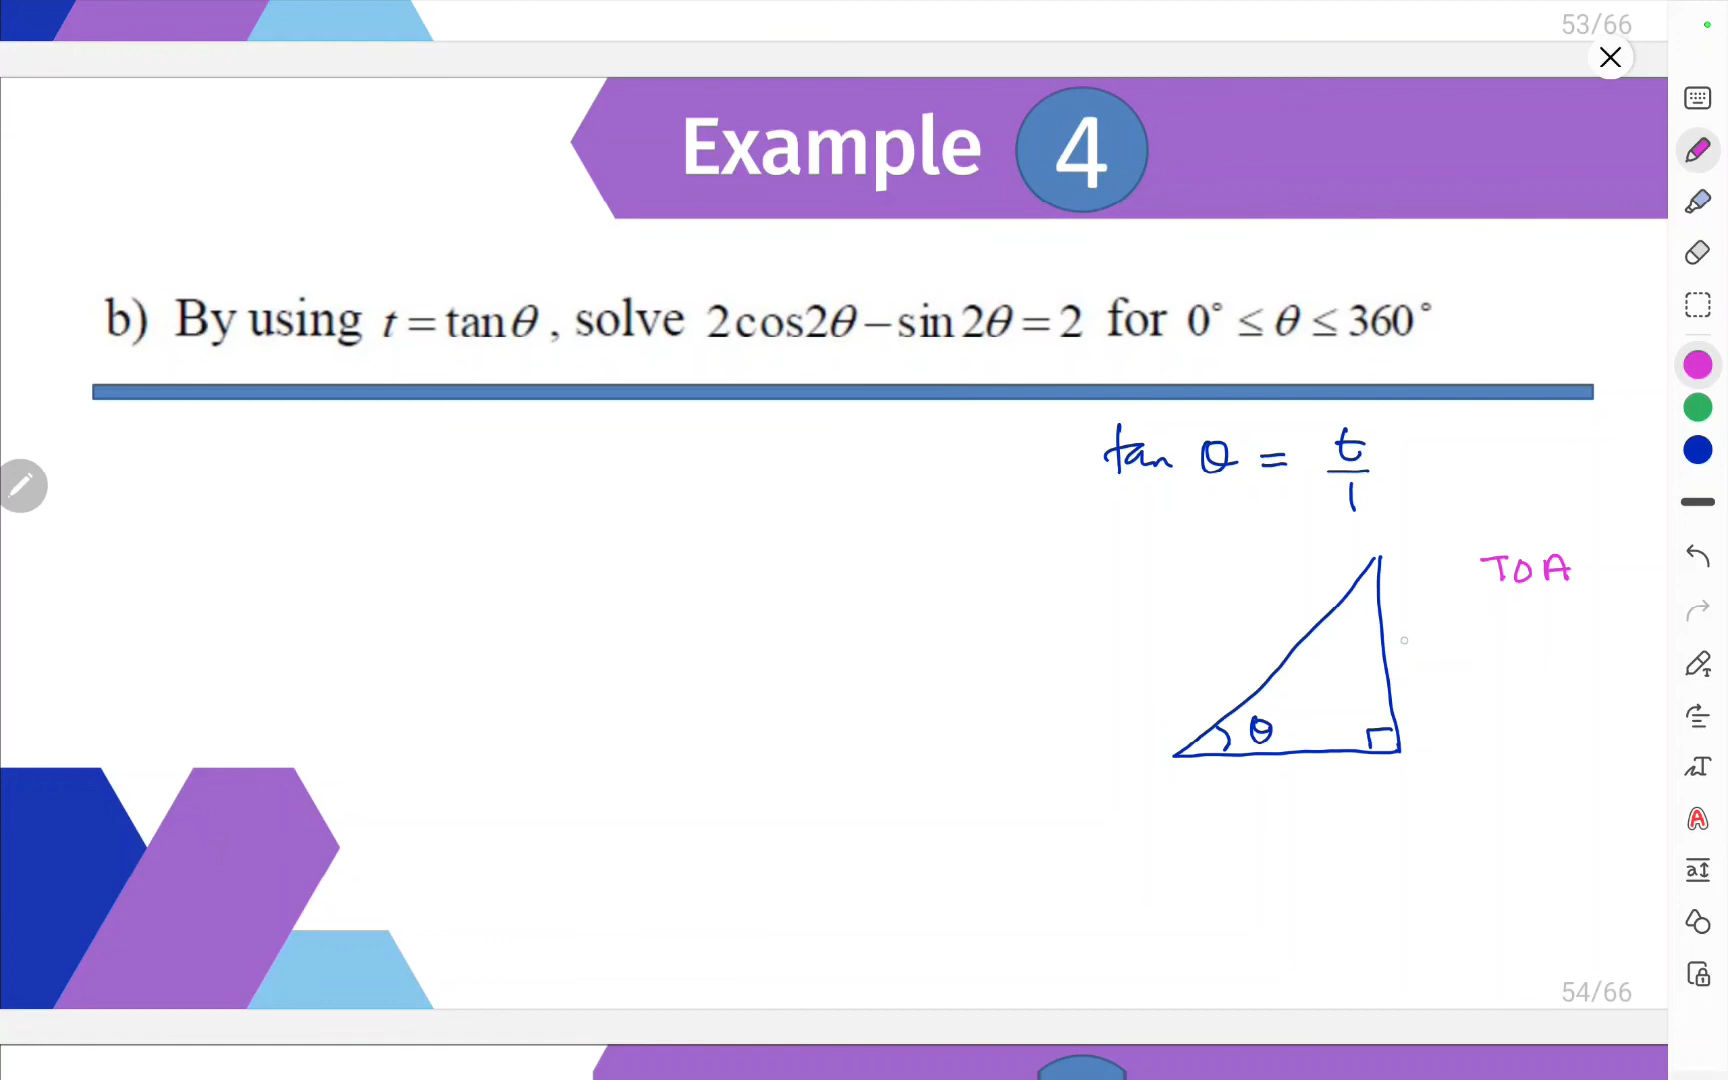 53/66
Example 4
b) By using t = tanθ, solve 2cos2θ − sin2θ = 2 for 0° ≤ θ ≤ 360°
tan θ = t/1
TOA
θ
54/66